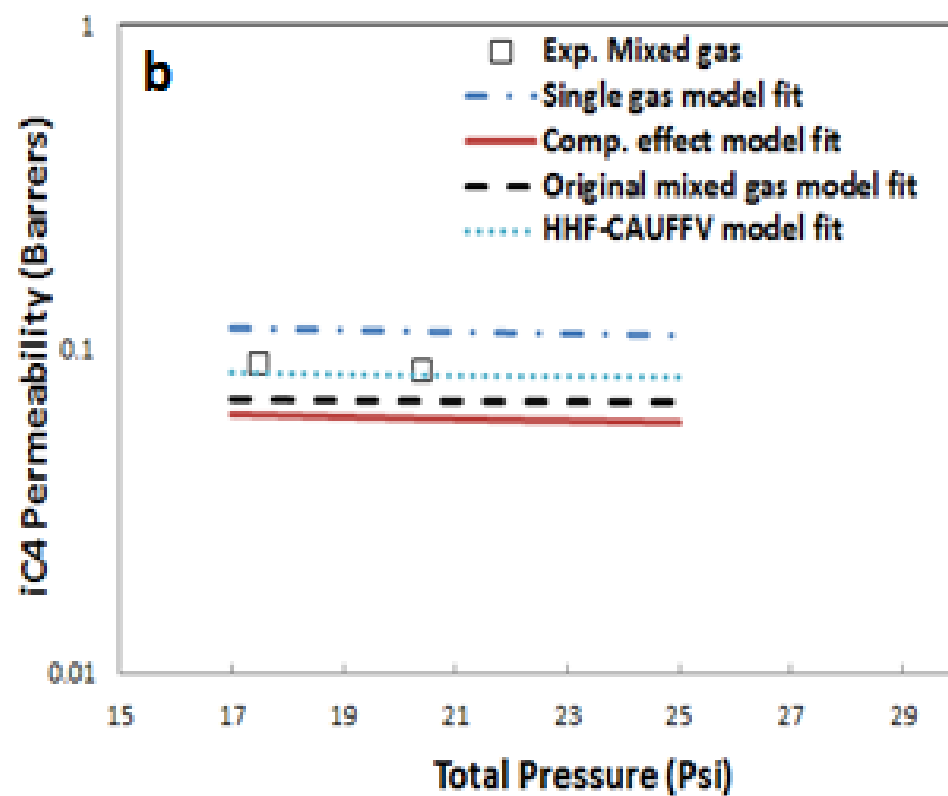 1
b
Exp. Mixed gas
Single gas model fit
Comp. effect model fit
Original mixed gas model fit
HHF-CAUFFV model fit
iC4 Permeability (Barrers)
0.1
0.01
15 17 19 21 23 25 27 29
Total Pressure (Psi)